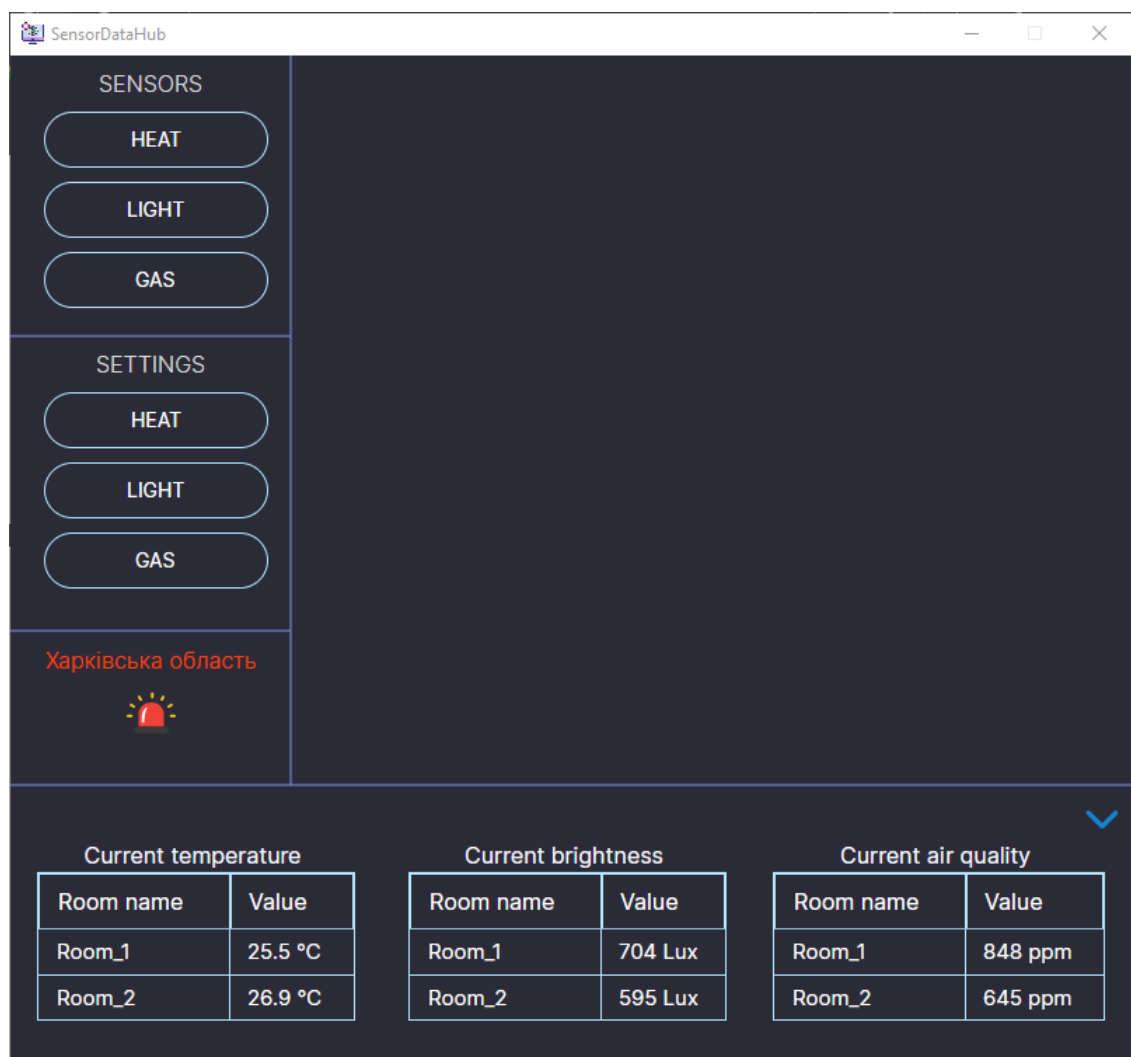 SensorDataHub
SENSORS
HEAT
LIGHT
GAS
SETTINGS
HEAT
LIGHT
GAS
Харківська область
Current temperature
Room name Value
Room_1 25.5 °C
Room_2 26.9 °C
Current brightness
Room name Value
Room_1 704 Lux
Room_2 595 Lux
Current air quality
Room name Value
Room_1 848 ppm
Room_2 645 ppm